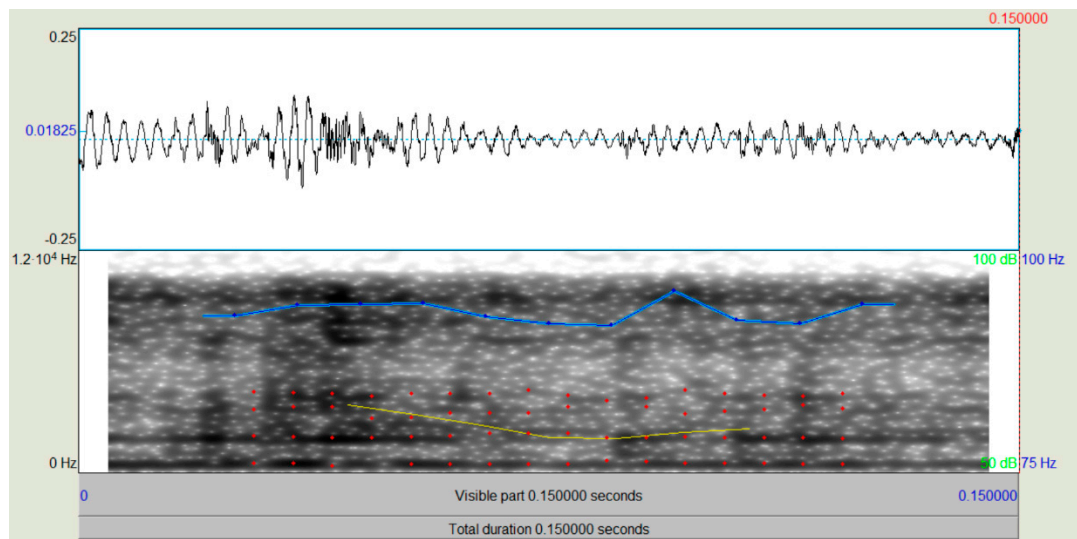 0.150000
0.25
0.01825
-0.25
1.2·10⁴ Hz 100 dB 100 Hz
0 Hz 50 dB 75 Hz
0 Visible part 0.150000 seconds 0.150000
Total duration 0.150000 seconds